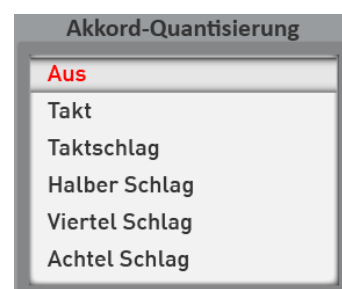 Akkord-Quantisierung
Aus
Takt
Taktschlag
Halber Schlag
Viertel Schlag
Achtel Schlag